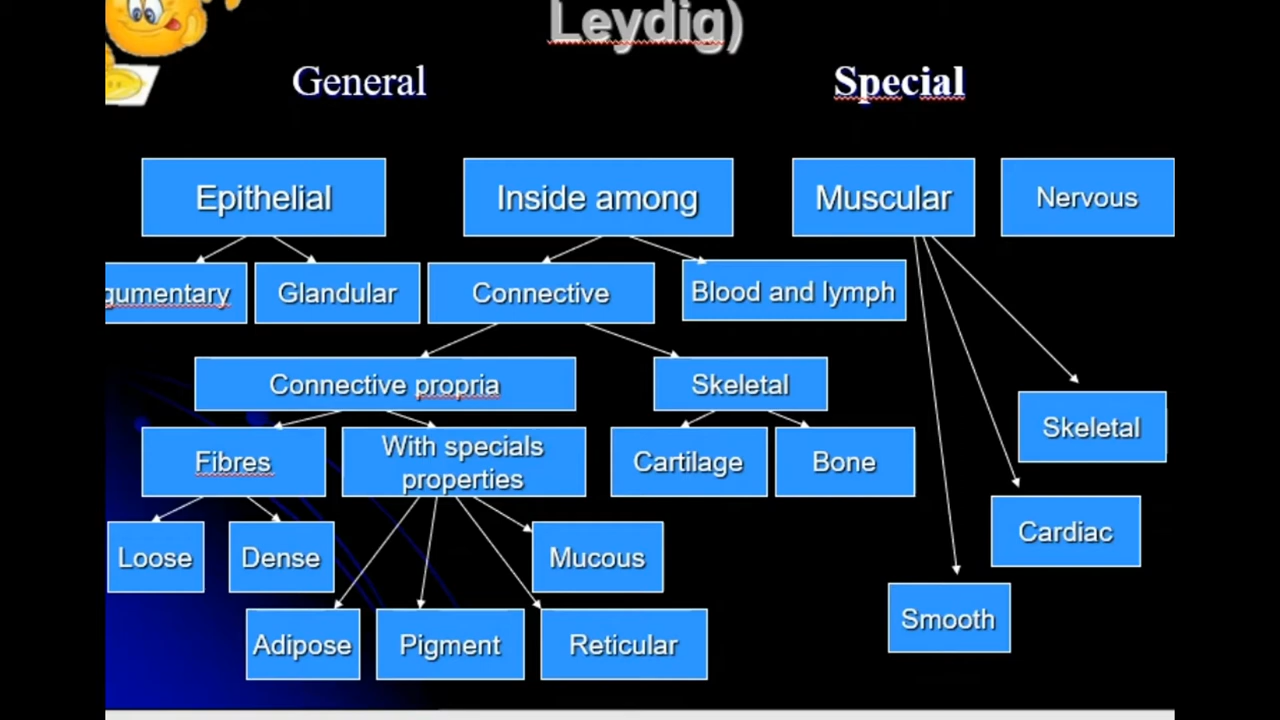 Leydig)
General
Special
Epithelial
Inside among
Muscular
Nervous
gumentary
Glandular
Connective
Blood and lymph
Connective propria
Skeletal
Fibres
With specials
properties
Cartilage
Bone
Skeletal
Loose
Dense
Mucous
Cardiac
Adipose
Pigment
Reticular
Smooth